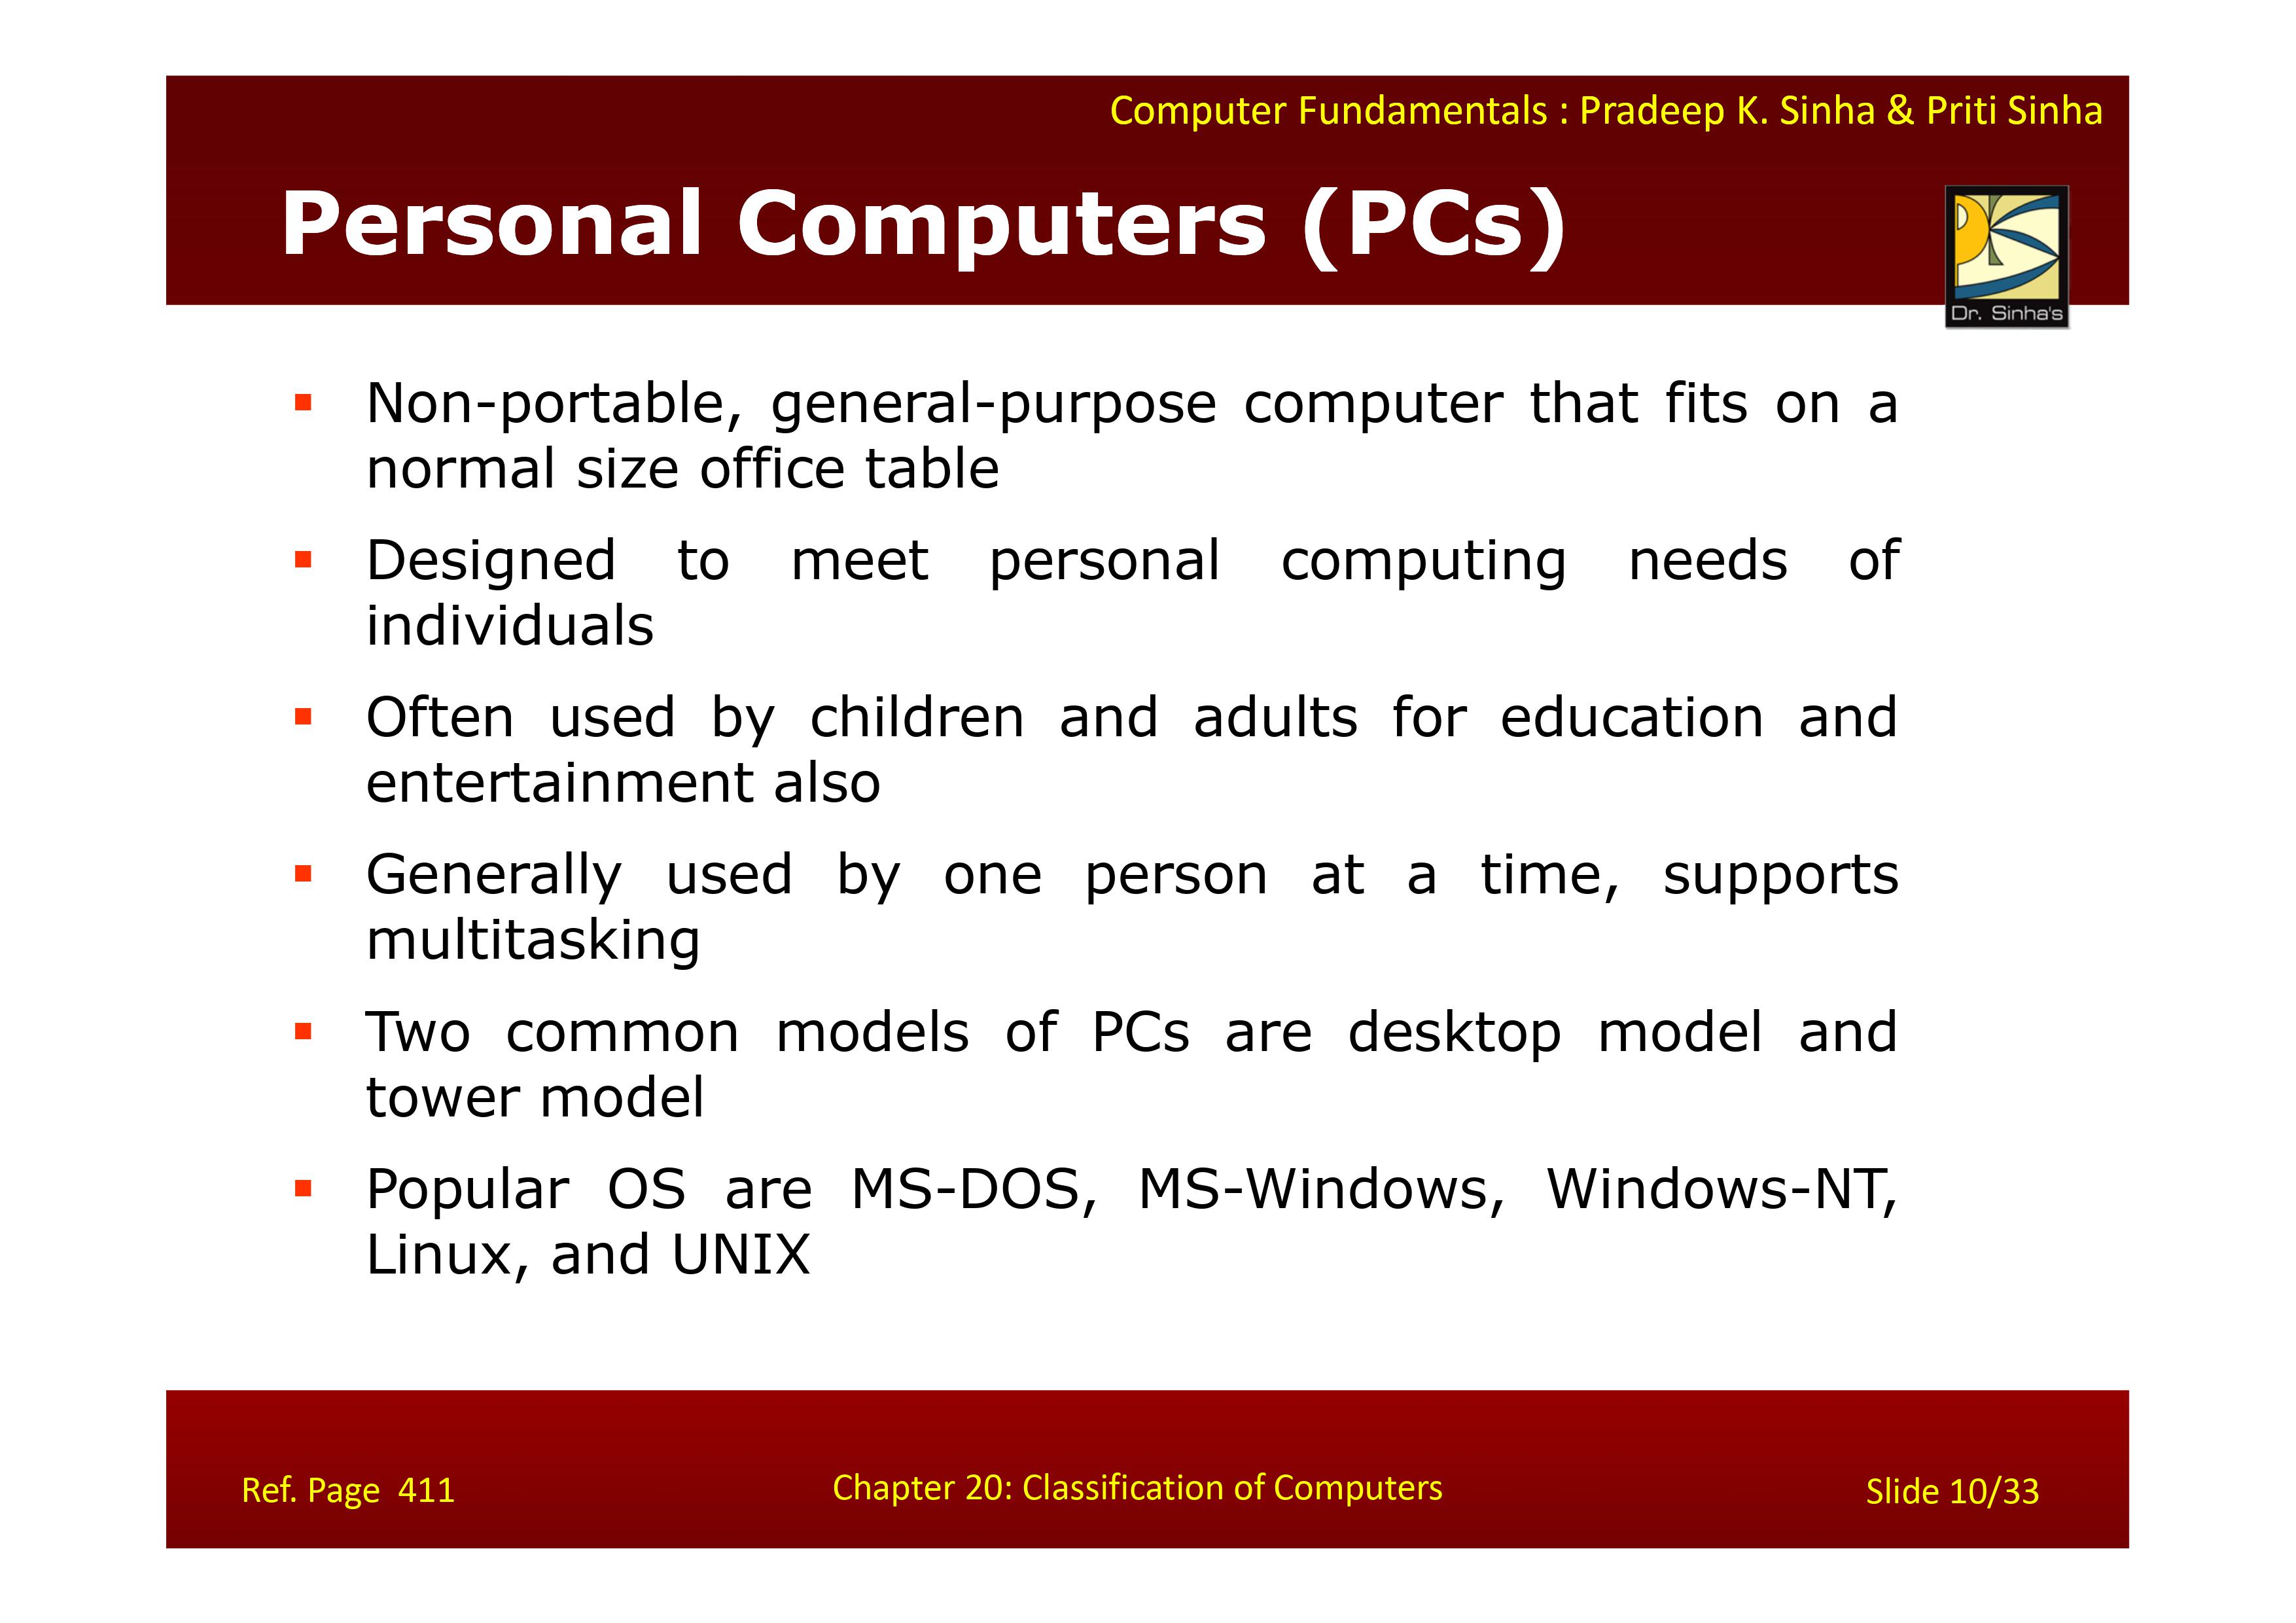 Computer Fundamentals : Pradeep K. Sinha & Priti Sinha
Personal Computers (PCs)
Dr. Sinha's
Non-portable, general-purpose computer that fits on a
normal size office table
Designed to meet personal computing needs of
individuals
Often used by children and adults for education and
entertainment also
Generally used by one person at a time, supports
multitasking
Two common models of PCs are desktop model and
tower model
Popular OS are MS-DOS, MS-Windows, Windows-NT,
Linux, and UNIX
Ref. Page 411
Chapter 20: Classification of Computers
Slide 10/33